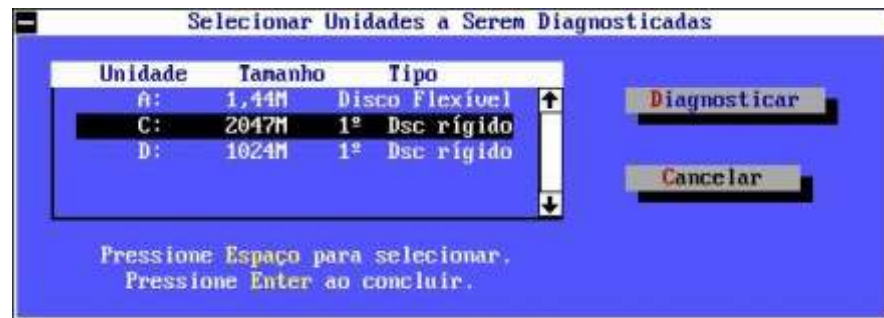 Selecionar Unidades a Serem Diagnosticadas
Unidade Tamanho Tipo
A: 1,44M Disco Flexível
C: 2047M 1º Dsc rígido
D: 1024M 1º Dsc rígido
Diagnosticar
Cancelar
Pressione Espaço para selecionar.
Pressione Enter ao concluir.